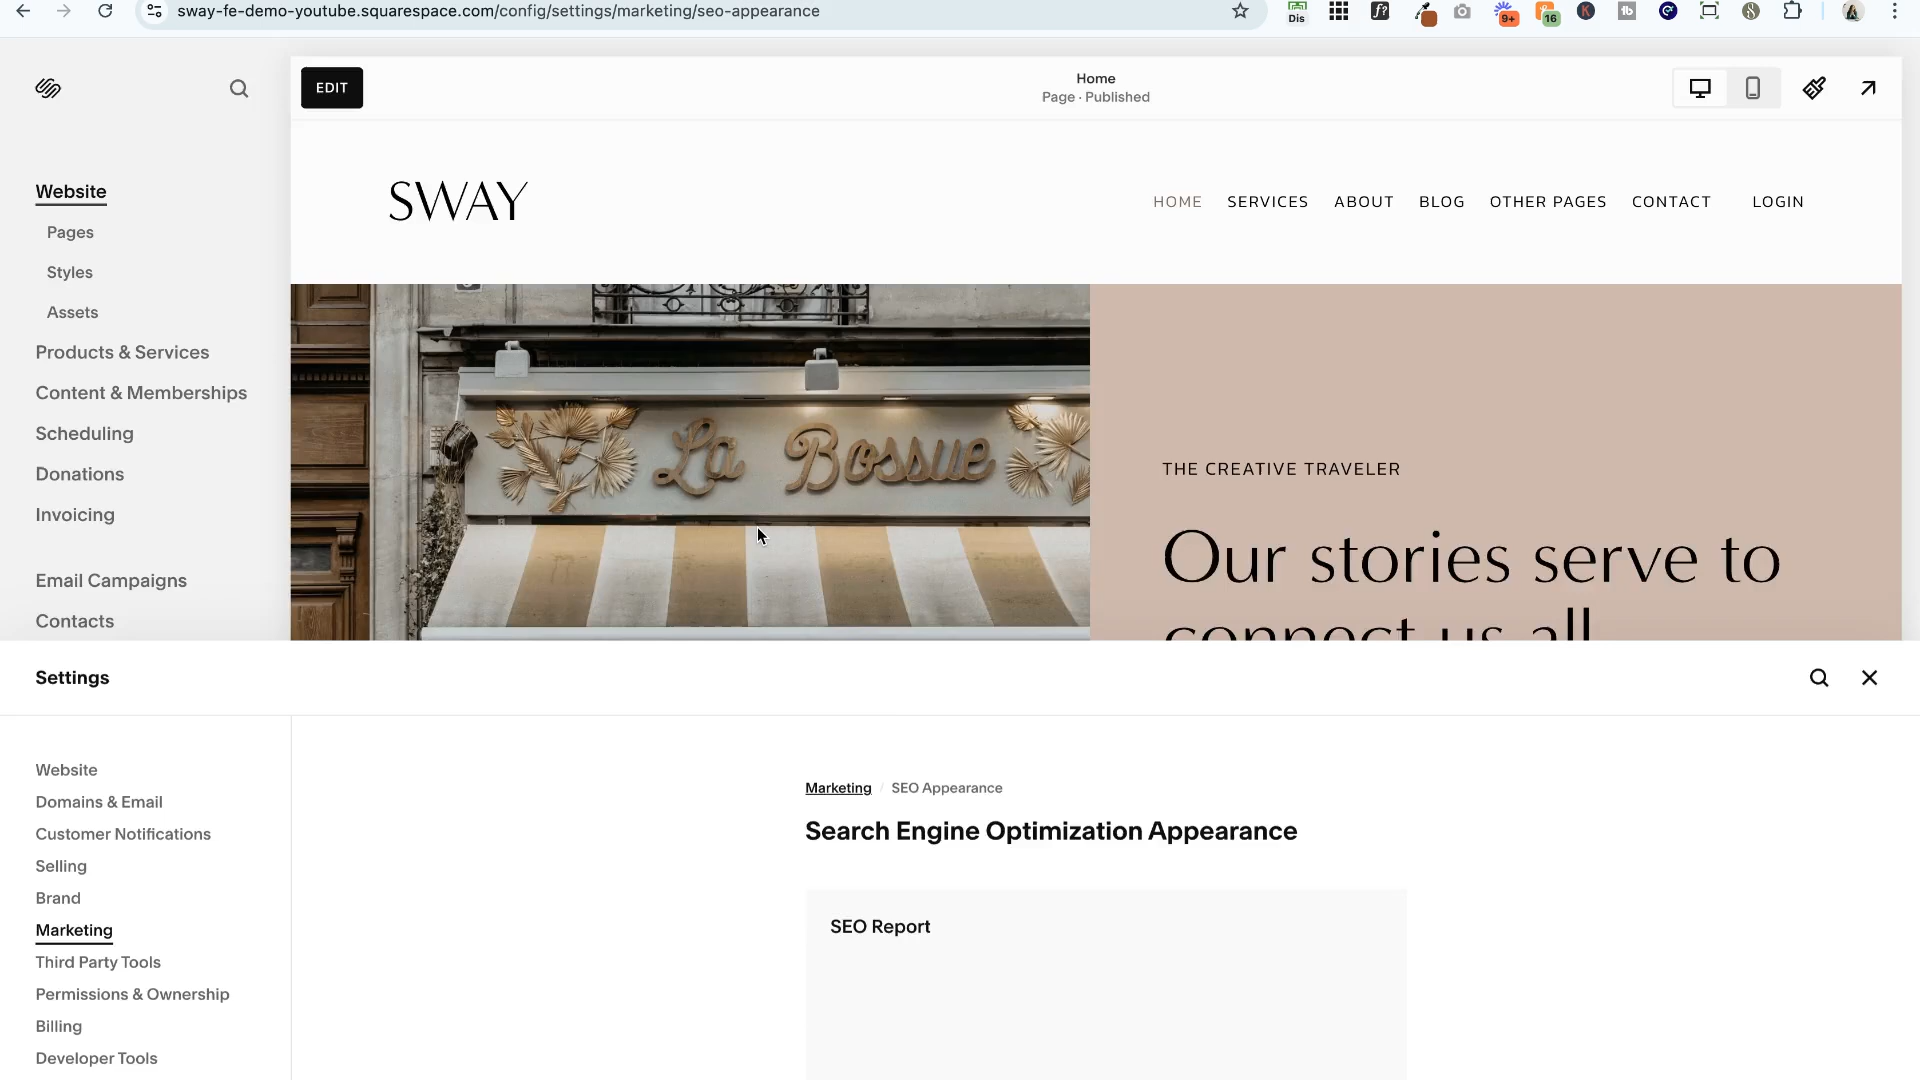 sway-fe-demo-youtube.squarespace.com/config/settings/marketing/seo-appearance
Dis
f?
9+
16
K
tb
EDIT
Home
Page · Published
Website
Pages
Styles
Assets
Products & Services
Content & Memberships
Scheduling
Donations
Invoicing
Email Campaigns
Contacts
SWAY
HOME SERVICES ABOUT BLOG OTHER PAGES CONTACT LOGIN
La Bossue
THE CREATIVE TRAVELER
Our stories serve to
connect us all
Settings
Website
Domains & Email
Customer Notifications
Selling
Brand
Marketing
Third Party Tools
Permissions & Ownership
Billing
Developer Tools
Marketing / SEO Appearance
Search Engine Optimization Appearance
SEO Report